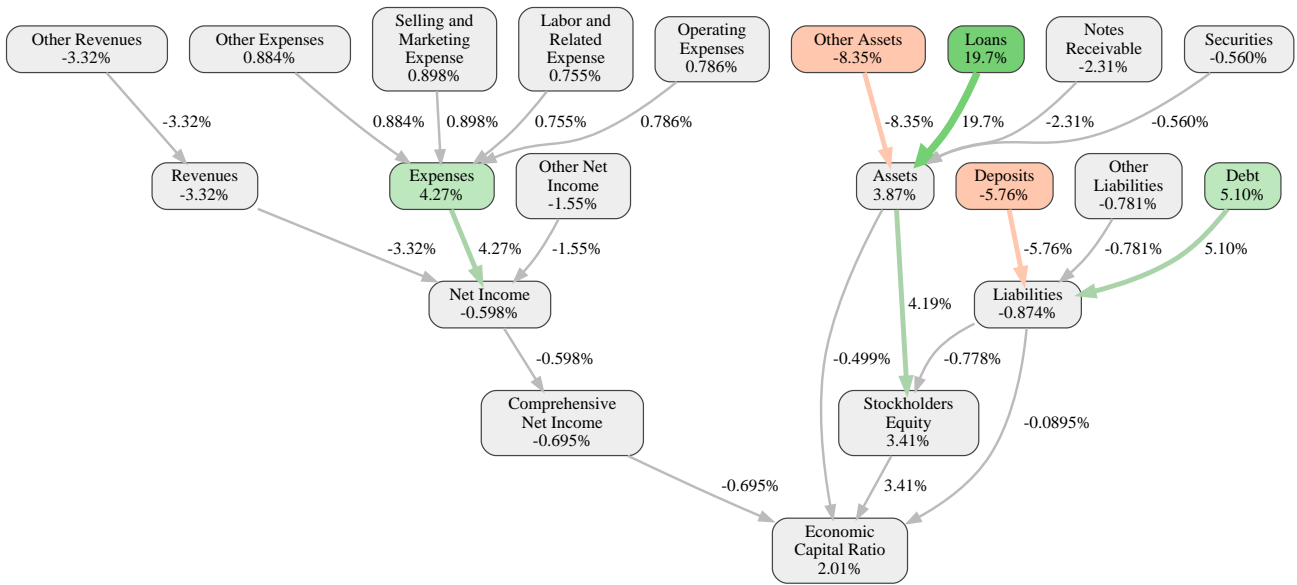 Other Revenues
-3.32%
Other Expenses
0.884%
Selling and
Marketing
Expense
0.898%
Labor and
Related
Expense
0.755%
Operating
Expenses
0.786%
Other Assets
-8.35%
Loans
19.7%
Notes
Receivable
-2.31%
Securities
-0.560%
-3.32%
0.884%
0.898%
0.755%
0.786%
-8.35%
19.7%
-2.31%
-0.560%
Revenues
-3.32%
Expenses
4.27%
Other Net
Income
-1.55%
Assets
3.87%
Deposits
-5.76%
Other
Liabilities
-0.781%
Debt
5.10%
-3.32%
4.27%
-1.55%
-5.76%
-0.781%
5.10%
Net Income
-0.598%
4.19%
Liabilities
-0.874%
-0.598%
-0.499%
-0.778%
Comprehensive
Net Income
-0.695%
Stockholders
Equity
3.41%
-0.0895%
-0.695%
3.41%
Economic
Capital Ratio
2.01%